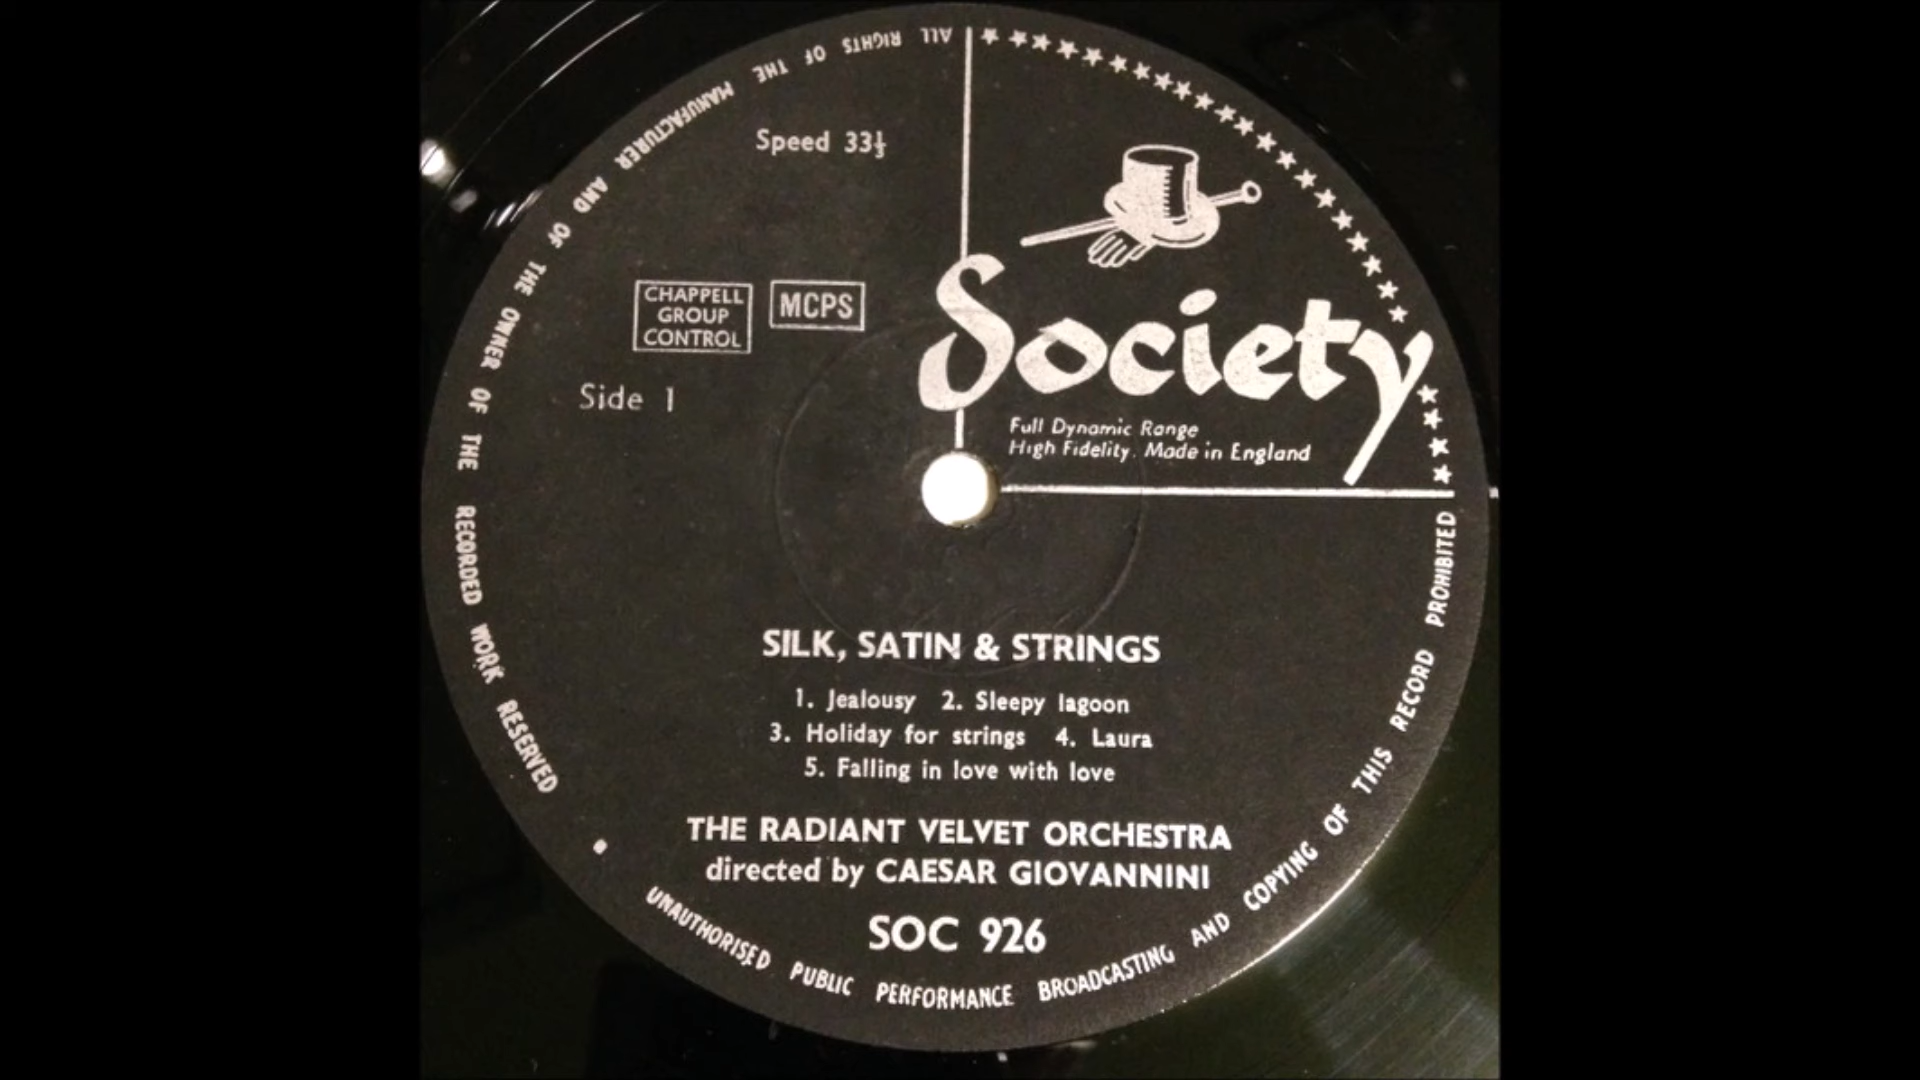 ALL RIGHTS OF THE MANUFACTURER AND OF THE OWNER OF THE RECORDED WORK RESERVED
Speed 33⅓
CHAPPELL
GROUP
CONTROL
MCPS
Society
Side 1
Full Dynamic Range
High Fidelity. Made in England
SILK, SATIN & STRINGS
1. Jealousy 2. Sleepy lagoon
3. Holiday for strings 4. Laura
5. Falling in love with love
THE RADIANT VELVET ORCHESTRA
directed by CAESAR GIOVANNINI
SOC 926
UNAUTHORISED PUBLIC PERFORMANCE BROADCASTING AND COPYING OF THIS RECORD PROHIBITED